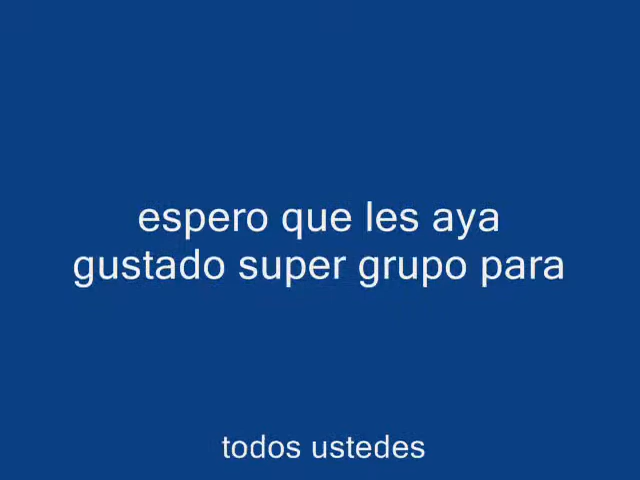 espero que les aya
gustado super grupo para
todos ustedes